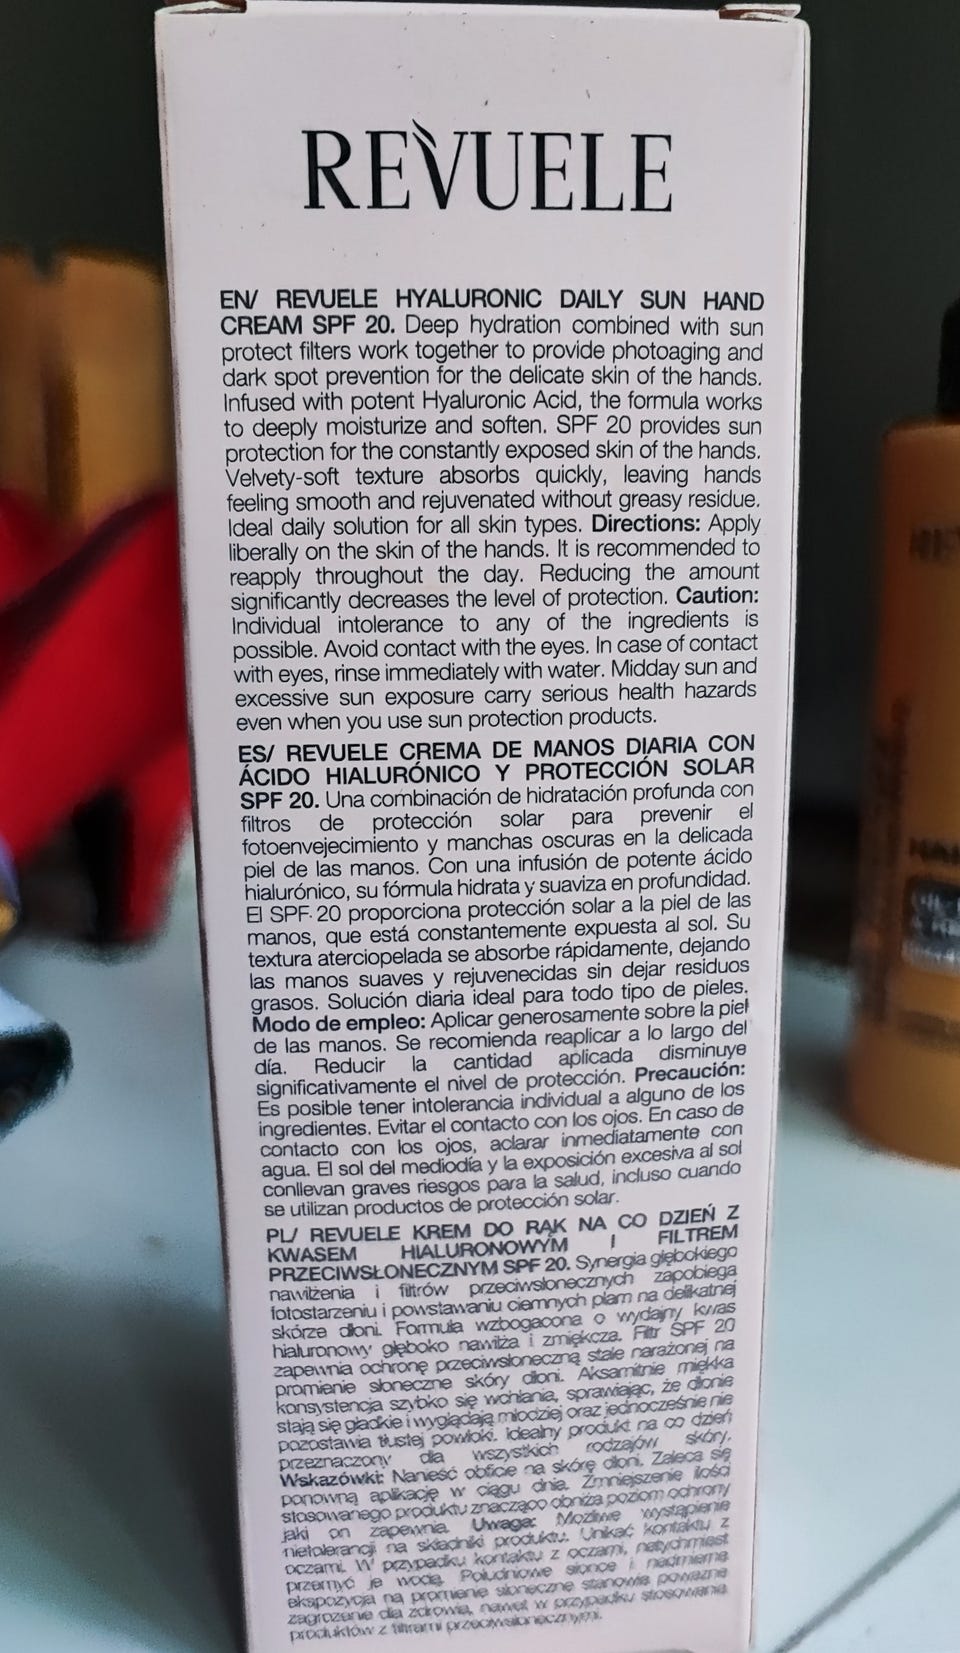 REVUELE
EN/ REVUELE HYALURONIC DAILY SUN HAND
CREAM SPF 20. Deep hydration combined with sun
protect filters work together to provide photoaging and
dark spot prevention for the delicate skin of the hands.
Infused with potent Hyaluronic Acid, the formula works
to deeply moisturize and soften. SPF 20 provides sun
protection for the constantly exposed skin of the hands.
Velvety-soft texture absorbs quickly, leaving hands
feeling smooth and rejuvenated without greasy residue.
Ideal daily solution for all skin types. Directions: Apply
liberally on the skin of the hands. It is recommended to
reapply throughout the day. Reducing the amount
significantly decreases the level of protection. Caution:
Individual intolerance to any of the ingredients is
possible. Avoid contact with the eyes. In case of contact
with eyes, rinse immediately with water. Midday sun and
excessive sun exposure carry serious health hazards
even when you use sun protection products.
ES/ REVUELE CREMA DE MANOS DIARIA CON
ÁCIDO HIALURÓNICO Y PROTECCIÓN SOLAR
SPF 20. Una combinación de hidratación profunda con
filtros de protección solar para prevenir el
fotoenvejecimiento y manchas oscuras en la delicada
piel de las manos. Con una infusión de potente ácido
hialurónico, su fórmula hidrata y suaviza en profundidad.
El SPF 20 proporciona protección solar a la piel de las
manos, que está constantemente expuesta al sol. Su
textura aterciopelada se absorbe rápidamente, dejando
las manos suaves y rejuvenecidas sin dejar residuos
grasos. Solución diaria ideal para todo tipo de pieles.
Modo de empleo: Aplicar generosamente sobre la piel
de las manos. Se recomienda reaplicar a lo largo del
día. Reducir la cantidad aplicada disminuye
significativamente el nivel de protección. Precaución:
Es posible tener intolerancia individual a alguno de los
ingredientes. Evitar el contacto con los ojos. En caso de
contacto con los ojos, aclarar inmediatamente con
agua. El sol del mediodía y la exposición excesiva al sol
conllevan graves riesgos para la salud, incluso cuando
se utilizan productos de protección solar.
PL/ REVUELE KREM DO RĄK NA CO DZIEŃ Z
KWASEM HIALURONOWYM I FILTREM
PRZECIWSŁONECZNYM SPF 20. Synergia głębokiego
nawilżenia i filtrów przeciwsłonecznych zapobiega
fotostarzeniu i powstawaniu ciemnych plam na delikatnej
skórze dłoni. Formuła wzbogacona o wydajny kwas
hialuronowy głęboko nawilża i zmiękcza. Filtr SPF 20
zapewnia ochronę przeciwsłoneczną stale narażonej na
promienie słoneczne skóry dłoni. Aksamitnie miękka
konsystencja szybko się wchłania, sprawiając, że dłonie
stają się gładkie i wyglądają młodziej oraz jednocześnie nie
pozostawia tłustej powłoki. Idealny produkt na co dzień
przeznaczony dla wszystkich rodzajów skóry.
Wskazówki: Nanieść obficie na skórę dłoni. Zaleca się
ponowną aplikację w ciągu dnia. Zmniejszenie ilości
stosowanego produktu znacząco obniża poziom ochrony
jaki on zapewnia. Uwaga: Możliwe wystąpienie
nietolerancji na składniki produktu. Unikać kontaktu z
oczami. W przypadku kontaktu z oczami, natychmiast
przemyć je wodą. Południowe słońce i nadmierna
ekspozycja na promienie słoneczne stanowią poważne
zagrożenie dla zdrowia, nawet w przypadku stosowania
produktów z filtrami przeciwsłonecznymi.